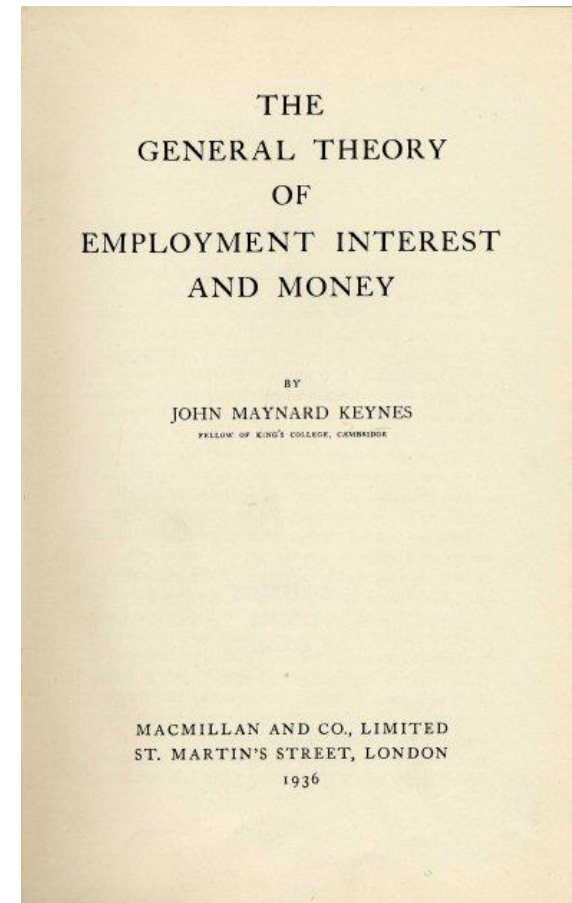 THE
GENERAL THEORY
OF
EMPLOYMENT INTEREST
AND MONEY
BY
JOHN MAYNARD KEYNES
FELLOW OF KING'S COLLEGE, CAMBRIDGE
MACMILLAN AND CO., LIMITED
ST. MARTIN'S STREET, LONDON
1936